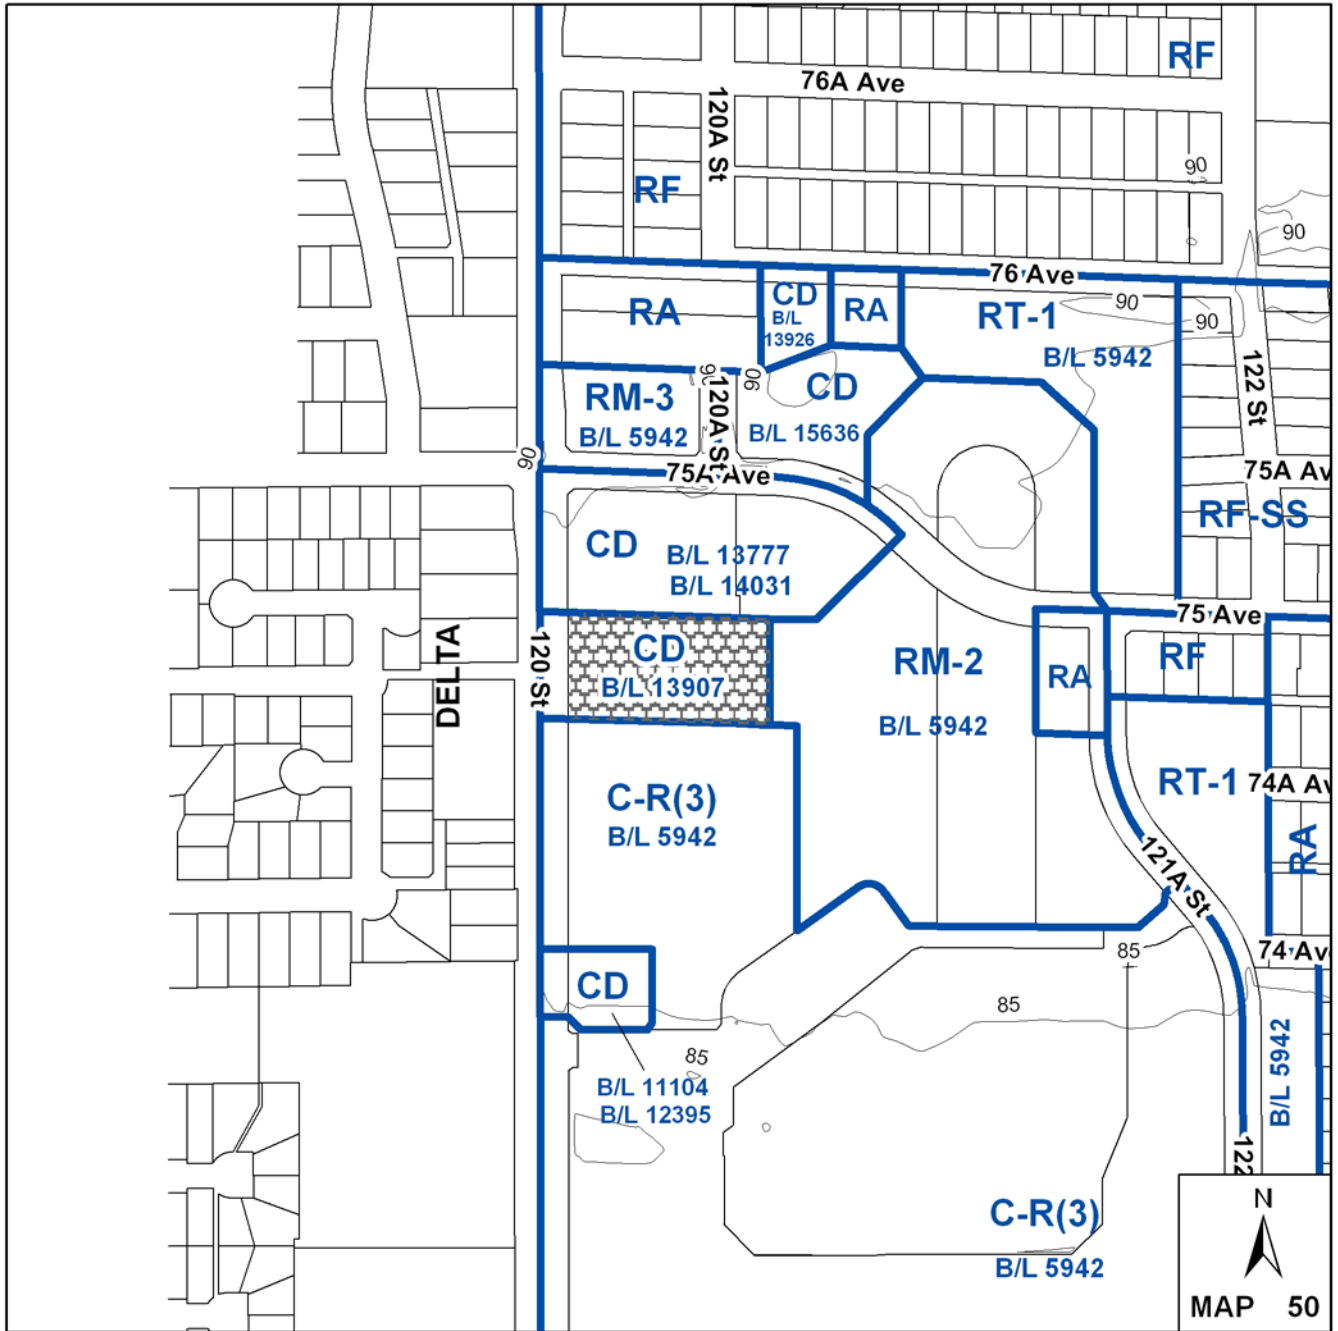 RF
76A Ave
120A St
90
RF
90
76 Ave
CD
B/L
13926
RA
RA
RT-1
90
90
B/L 5942
122 St
90
90
CD
RM-3
B/L 5942
120A St
B/L 15636
90
75A Ave
75A Av
RF-SS
CD
B/L 13777
B/L 14031
75 Ave
DELTA
120 St
CD
B/L 13907
RM-2
B/L 5942
RA
RF
C-R(3)
B/L 5942
RT-1
74A Av
RA
121A St
74 Av
85
CD
85
85
B/L 11104
B/L 12395
B/L 5942
122
C-R(3)
B/L 5942
N
MAP 50